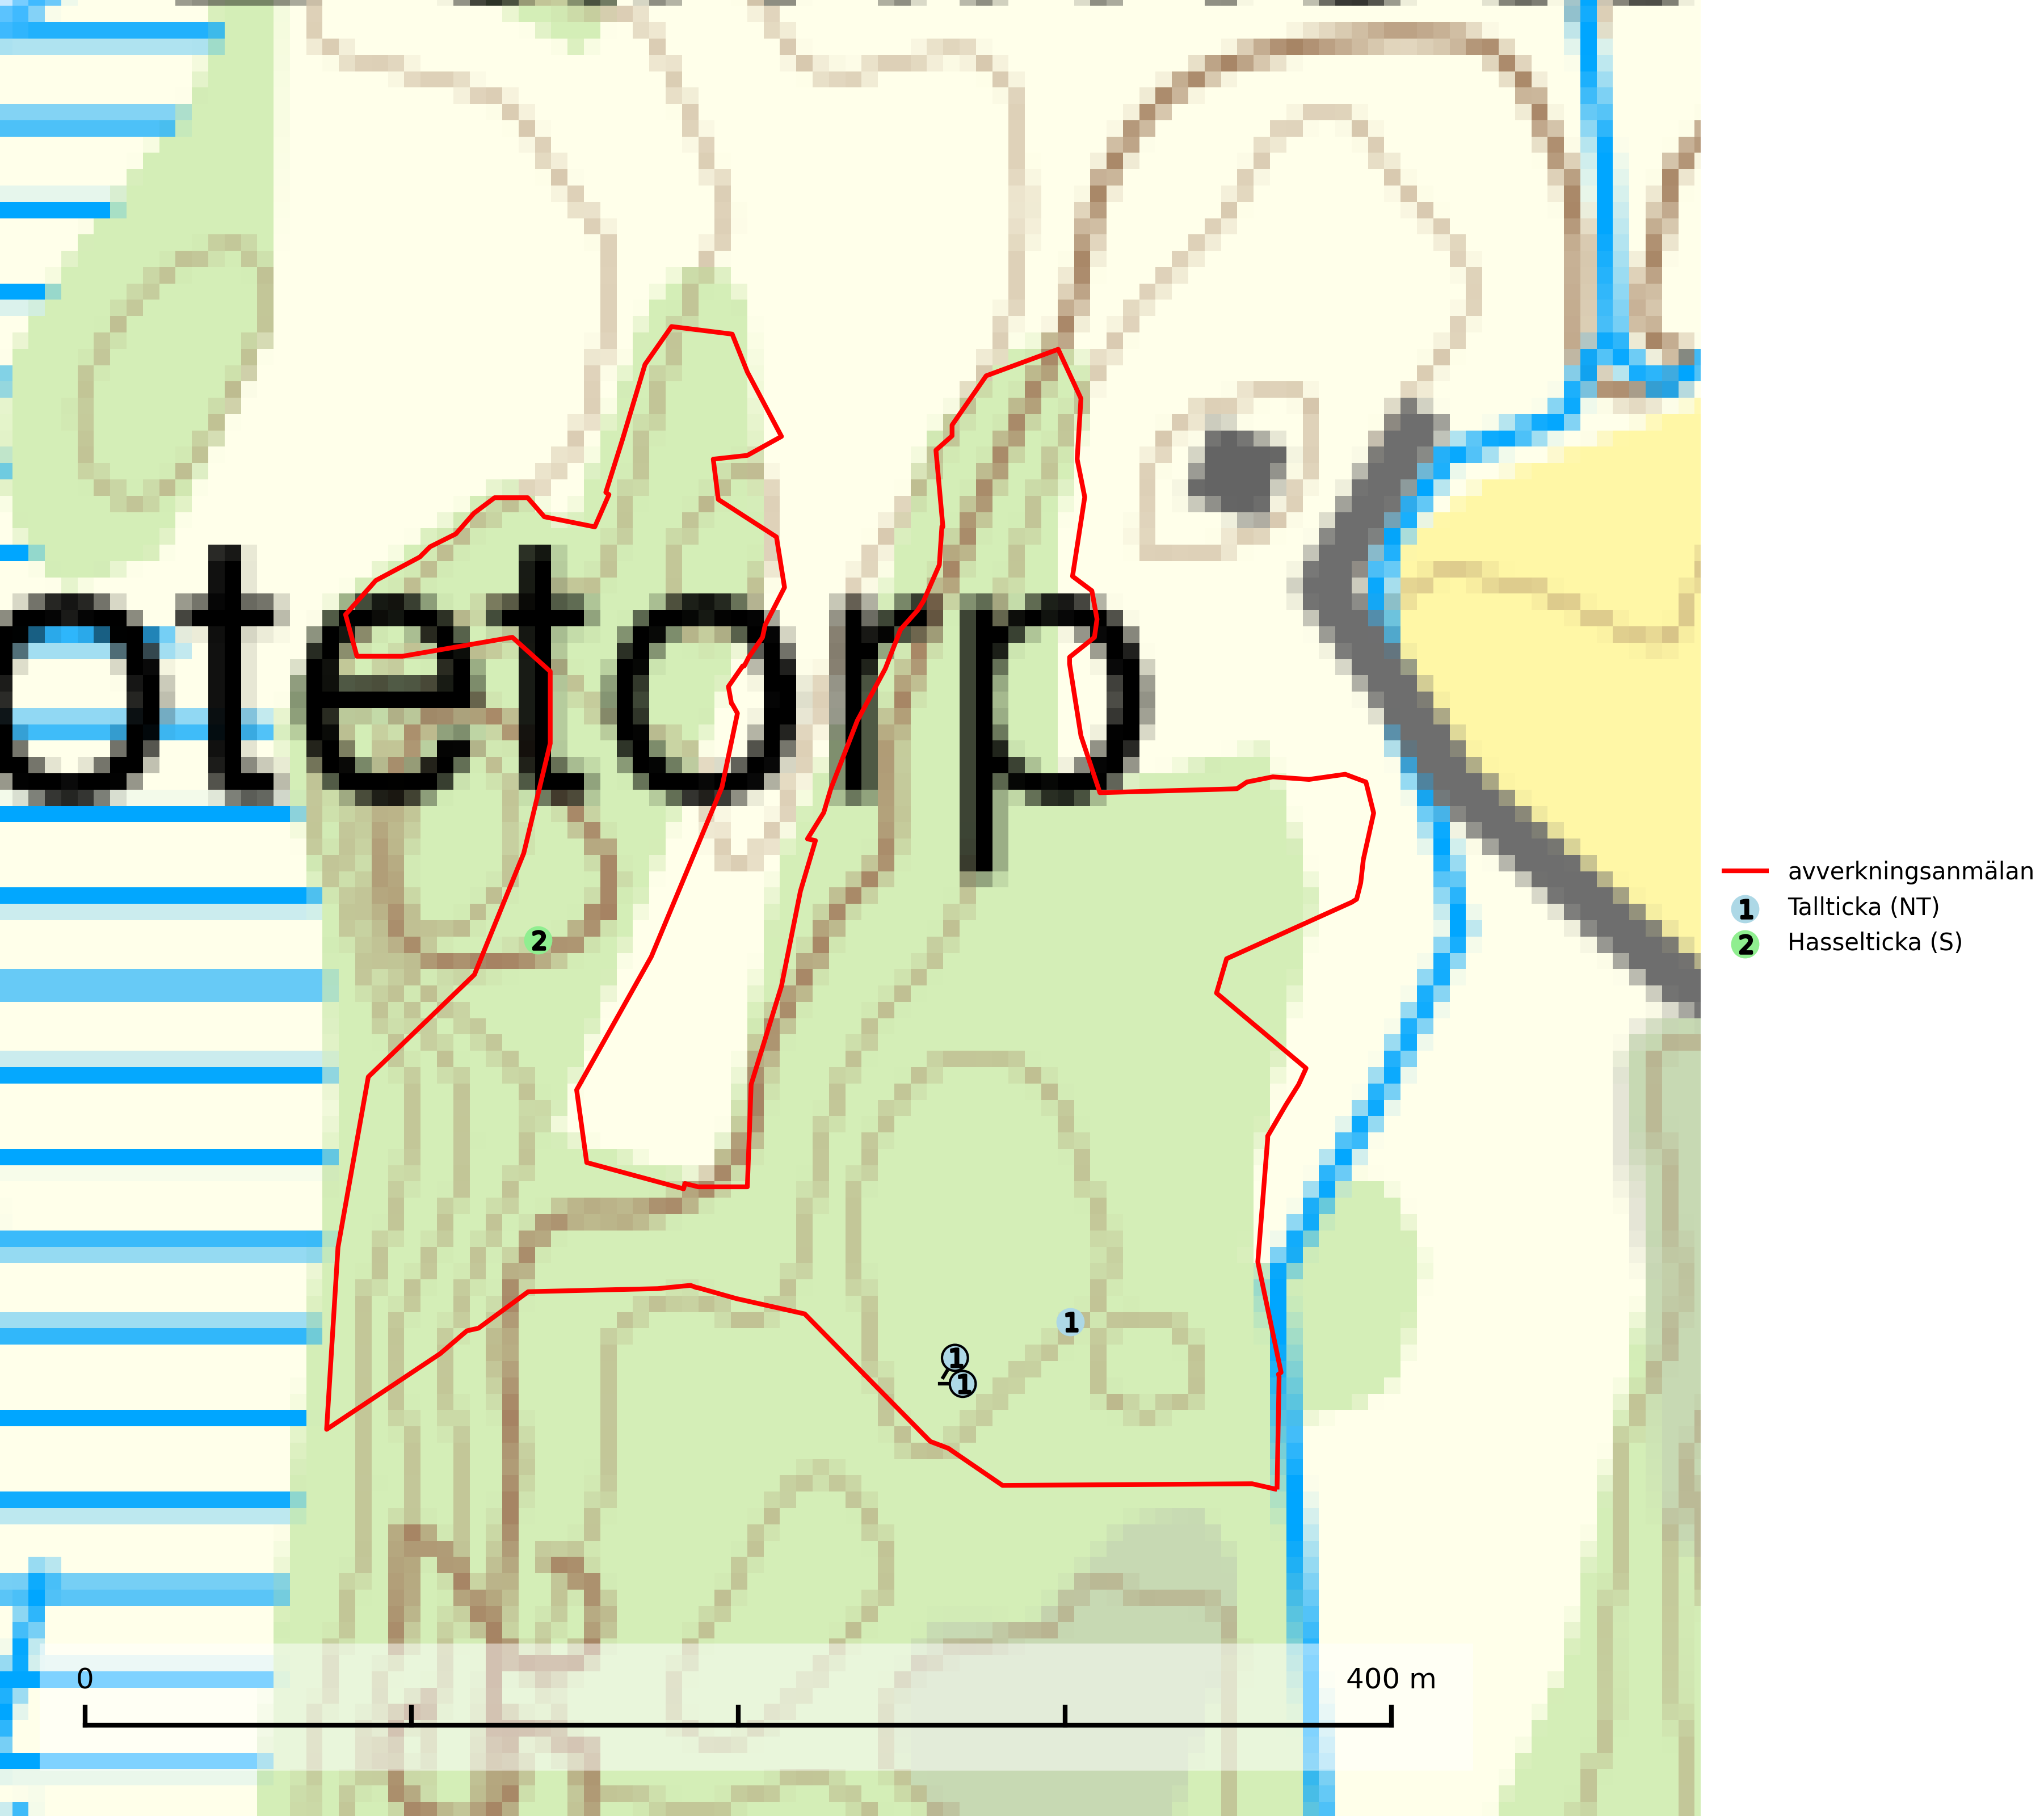 otetorp
avverkningsanmälan
1 Tallticka (NT)
2 Hasselticka (S)
2
1
1
1
0 400 m